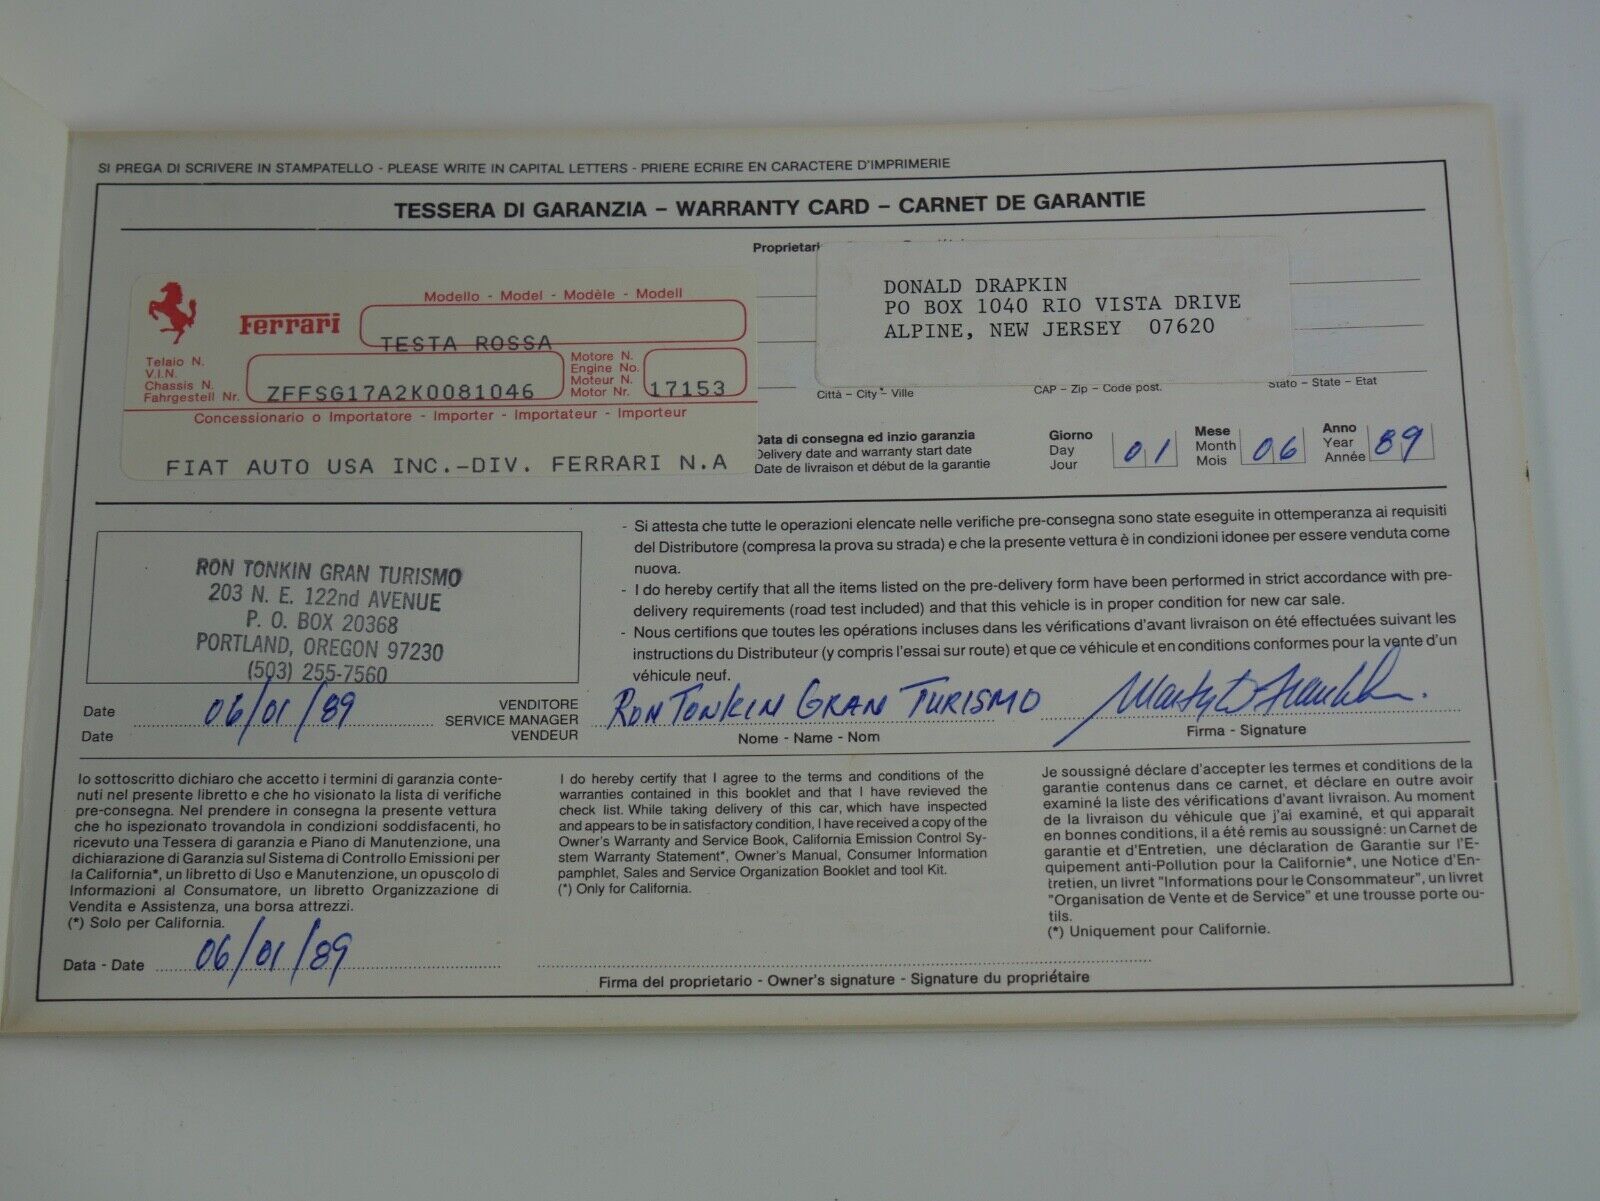 SI PREGA DI SCRIVERE IN STAMPATELLO - PLEASE WRITE IN CAPITAL LETTERS - PRIERE ECRIRE EN CARACTERE D'IMPRIMERIE
TESSERA DI GARANZIA – WARRANTY CARD – CARNET DE GARANTIE
Ferrari
Modello - Model - Modèle - Modell
TESTA ROSSA
Telaio N.
V.I.N.
Chassis N.
Fahrgestell Nr.
ZFFSG17A2K0081046
Motore N.
Engine No.
Moteur N.
Motor Nr.
17153
Concessionario o Importatore - Importer - Importateur - Importeur
FIAT AUTO USA INC.-DIV. FERRARI N.A
Proprietari
DONALD DRAPKIN
PO BOX 1040 RIO VISTA DRIVE
ALPINE, NEW JERSEY 07620
Città - City - Ville
CAP - Zip - Code post.
Stato - State - Etat
Data di consegna ed inzio garanzia
Delivery date and warranty start date
Date de livraison et début de la garantie
Giorno
Day
Jour
01
Mese
Month
Mois
06
Anno
Year
Année
89
RON TONKIN GRAN TURISMO
203 N. E. 122nd AVENUE
P. O. BOX 20368
PORTLAND, OREGON 97230
(503) 255-7560
- Si attesta che tutte le operazioni elencate nelle verifiche pre-consegna sono state eseguite in ottemperanza ai requisiti
del Distributore (compresa la prova su strada) e che la presente vettura è in condizioni idonee per essere venduta come
nuova.
- I do hereby certify that all the items listed on the pre-delivery form have been performed in strict accordance with pre-
delivery requirements (road test included) and that this vehicle is in proper condition for new car sale.
- Nous certifions que toutes les opérations incluses dans les vérifications d'avant livraison on été effectuées suivant les
instructions du Distributeur (y compris l'essai sur route) et que ce véhicule et en conditions conformes pour la vente d'un
véhicule neuf.
Date
Date
06/01/89
VENDITORE
SERVICE MANAGER
VENDEUR
RON TONKIN GRAN TURISMO
Nome - Name - Nom
Firma - Signature
Io sottoscritto dichiaro che accetto i termini di garanzia conte-
nuti nel presente libretto e che ho visionato la lista di verifiche
pre-consegna. Nel prendere in consegna la presente vettura
che ho ispezionato trovandola in condizioni soddisfacenti, ho
ricevuto una Tessera di garanzia e Piano di Manutenzione, una
dichiarazione di Garanzia sul Sistema di Controllo Emissioni per
la California*, un libretto di Uso e Manutenzione, un opuscolo di
Informazioni al Consumatore, un libretto Organizzazione di
Vendita e Assistenza, una borsa attrezzi.
(*) Solo per California.
I do hereby certify that I agree to the terms and conditions of the
warranties contained in this booklet and that I have revieved the
check list. While taking delivery of this car, which have inspected
and appears to be in satisfactory condition, I have received a copy of the
Owner's Warranty and Service Book, California Emission Control Sy-
stem Warranty Statement*, Owner's Manual, Consumer Information
pamphlet, Sales and Service Organization Booklet and tool Kit.
(*) Only for California.
Je soussigné déclare d'accepter les termes et conditions de la
garantie contenus dans ce carnet, et déclare en outre avoir
examiné la liste des vérifications d'avant livraison. Au moment
de la livraison du véhicule que j'ai examiné, et qui apparait
en bonnes conditions, il a été remis au soussigné: un Carnet de
garantie et d'Entretien, une déclaration de Garantie sur l'E-
quipement anti-Pollution pour la Californie*, une Notice d'En-
tretien, un livret "Informations pour le Consommateur", un livret
"Organisation de Vente et de Service" et une trousse porte ou-
tils.
(*) Uniquement pour Californie.
Data - Date
06/01/89
Firma del proprietario - Owner's signature - Signature du propriétaire